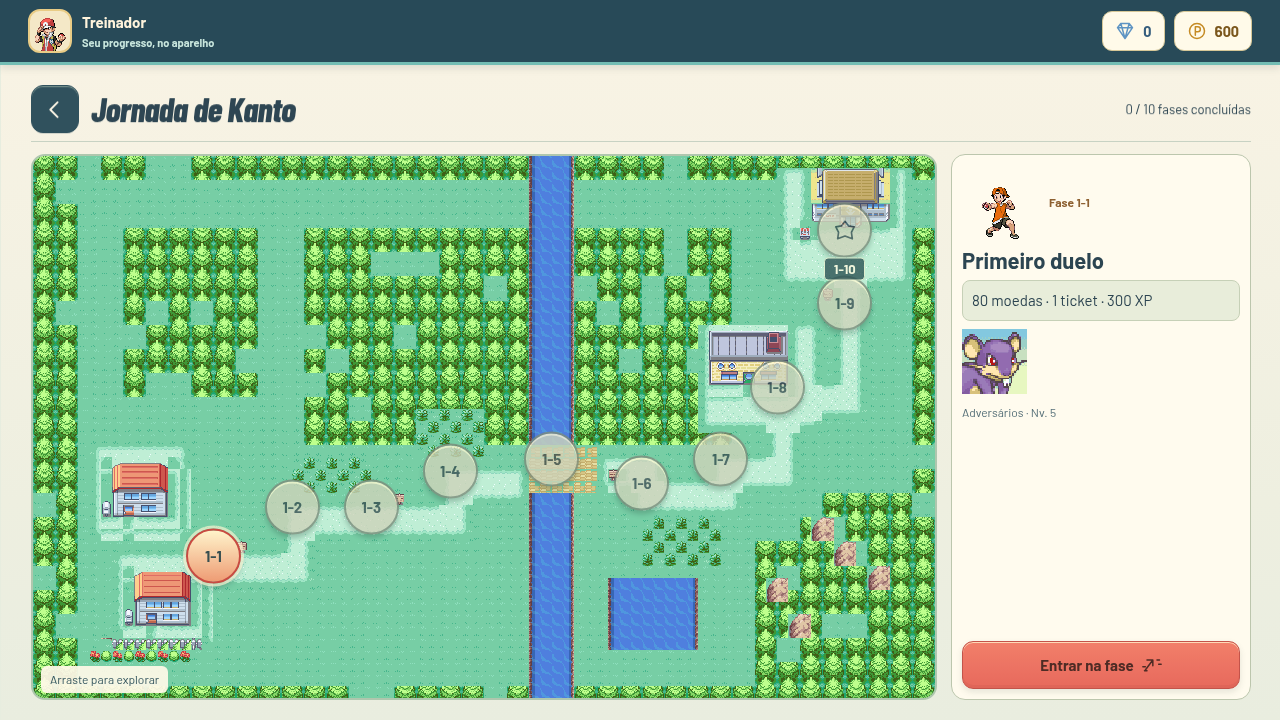 Treinador
Seu progresso, no aparelho
0
600
Jornada de Kanto
0 / 10 fases concluídas
1-10
1-9
1-8
1-7
1-6
1-5
1-4
1-3
1-2
1-1
Arraste para explorar
Fase 1-1
Primeiro duelo
80 moedas · 1 ticket · 300 XP
Adversários · Nv. 5
Entrar na fase